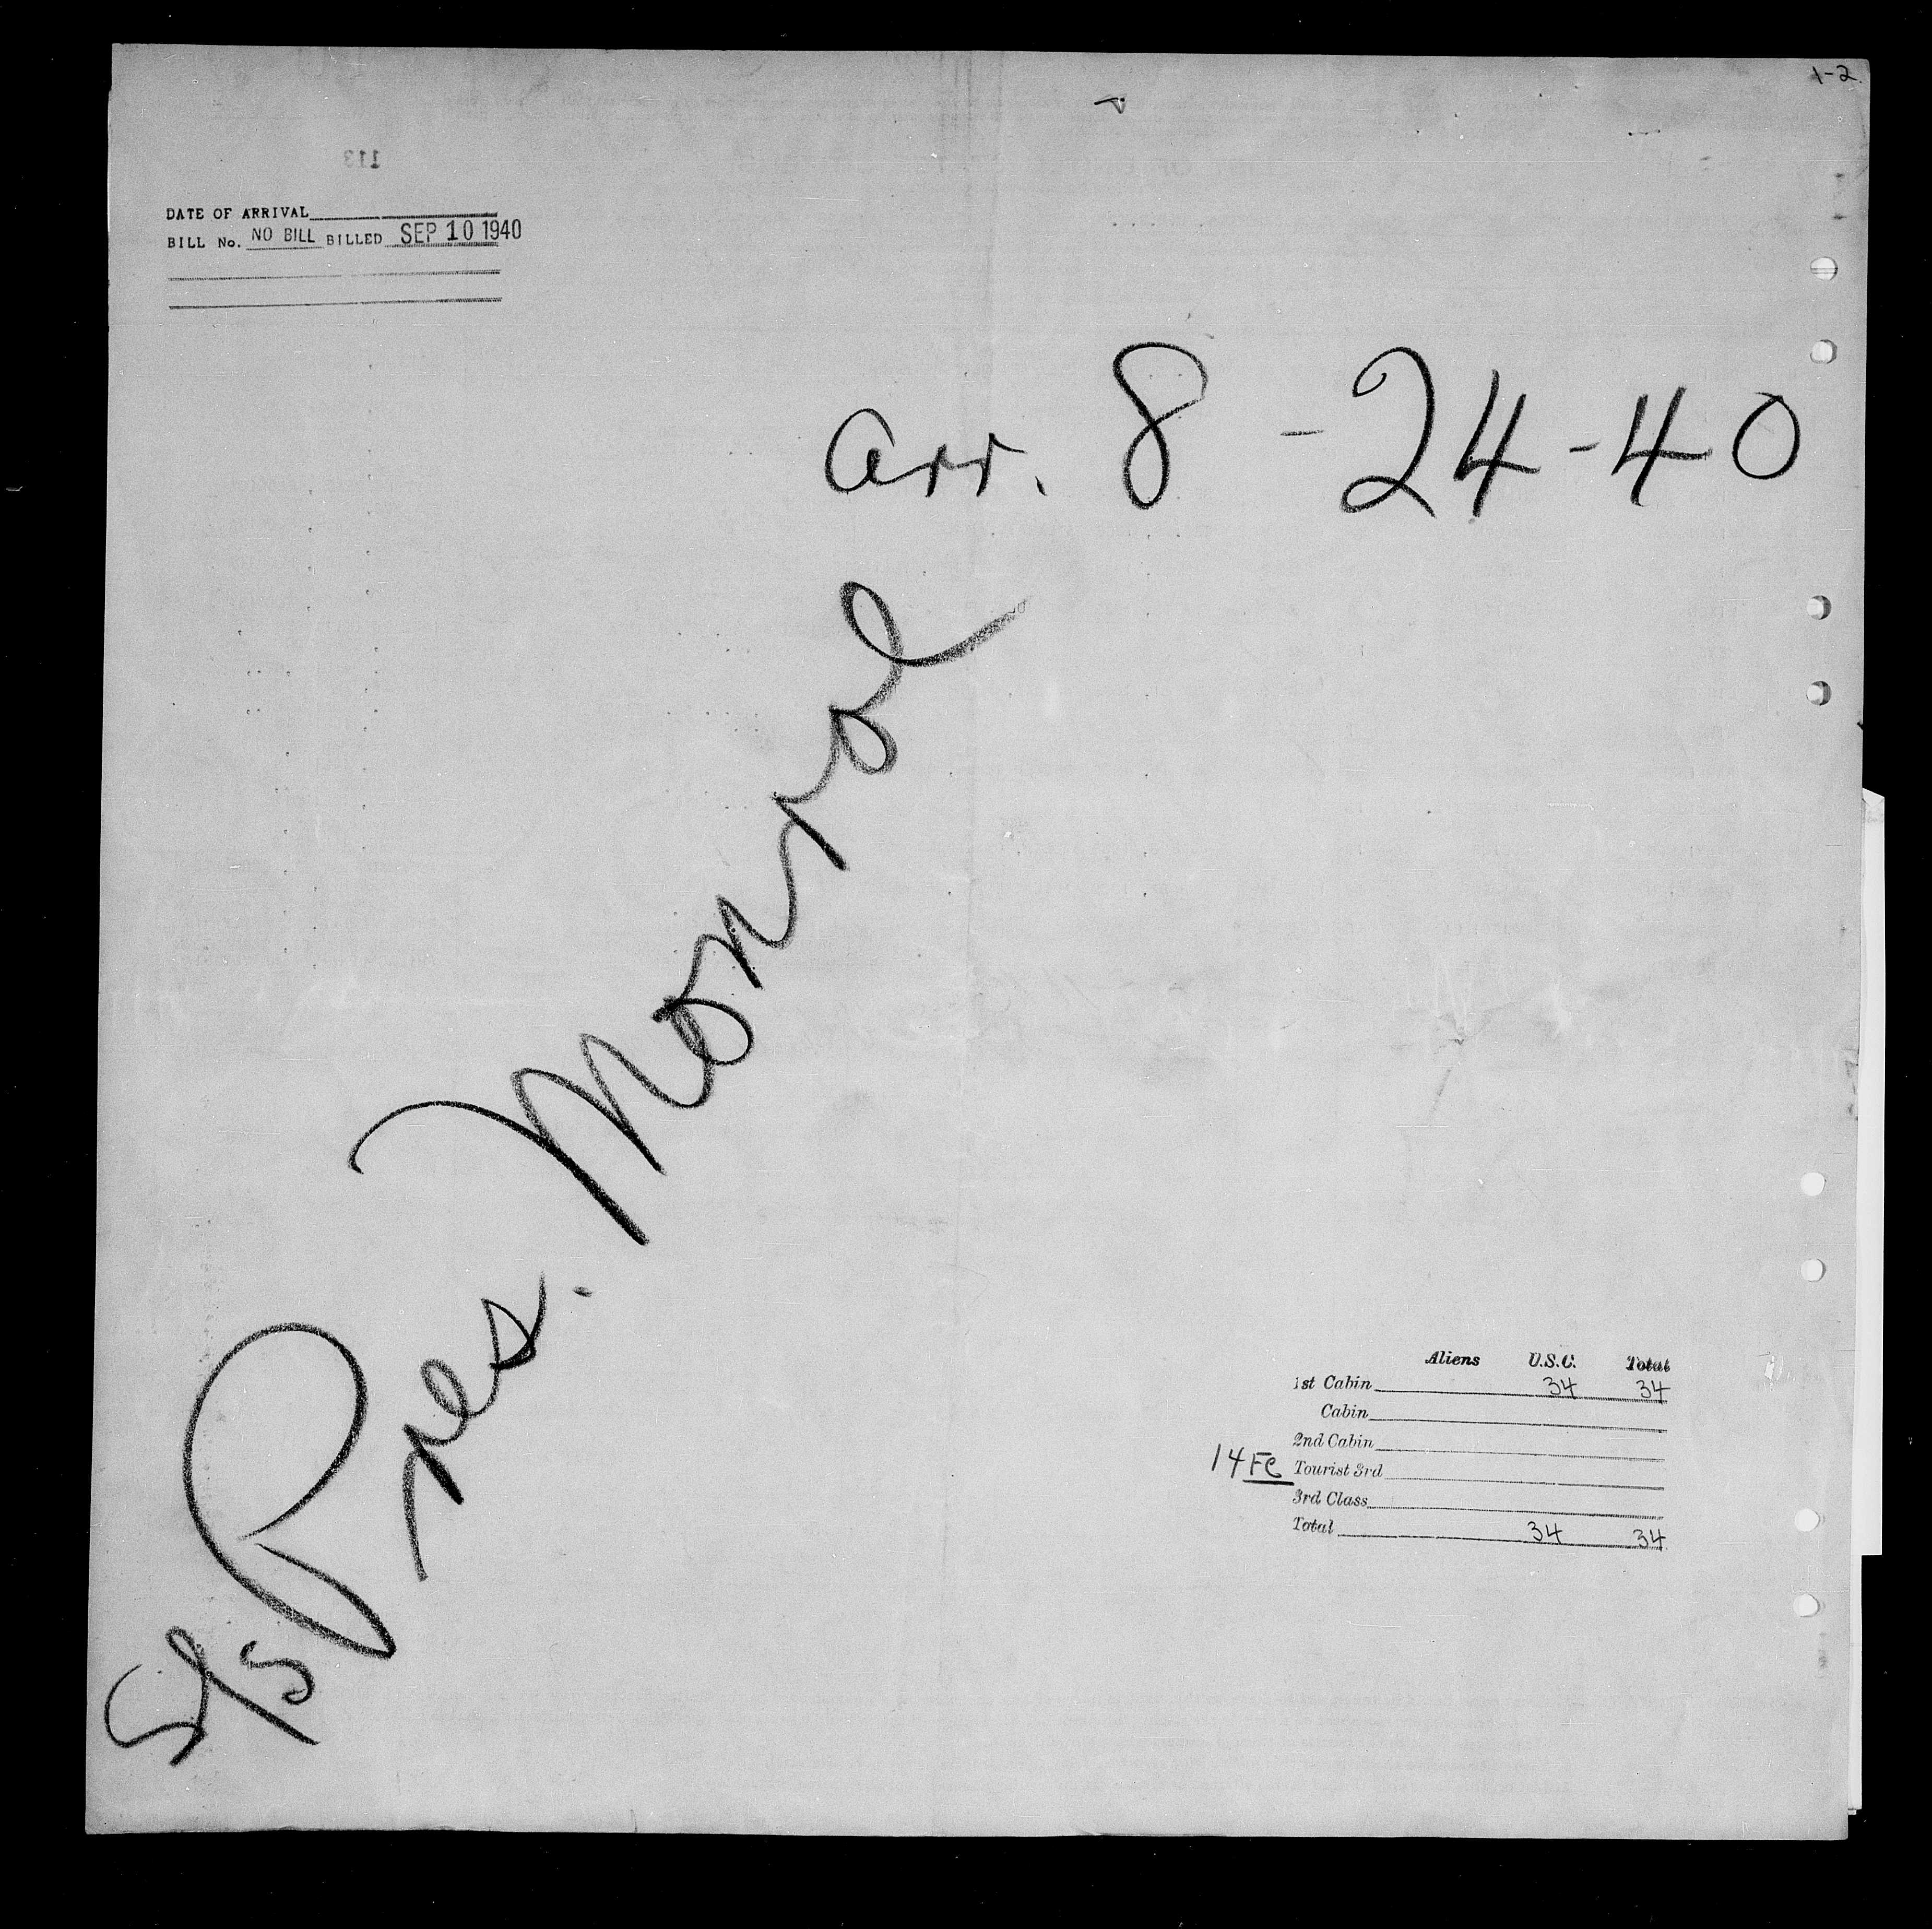 1-2
113
DATE OF ARRIVAL
BILL No. NO BILL BILLED SEP 10 1940
arr. 8-24-40
S/S Pres. Monroe
Aliens U.S.C. Total
1st Cabin 34 34
Cabin
2nd Cabin
14 FC Tourist 3rd
3rd Class
Total 34 34